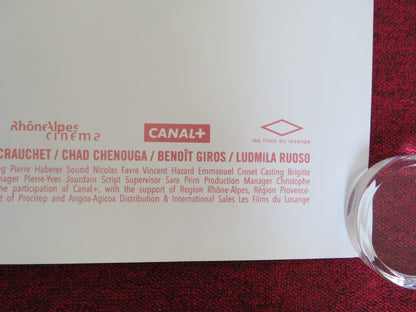 RhôneAlpes
cinéma
CANAL+
les films du losange
CRAUCHET / CHAD CHENOUGA / BENOÎT GIROS / LUDMILA RUOSO
Pierre Haberer Sound Nicolas Favre Vincent Hazard Emmanuel Croset Casting Brigitte
Pierre-Yves Jourdain Script Supervisor Sara Prim Production Manager Christophe
the participation of Canal+, with the support of Region Rhône-Alpes, Région Provence-
of Procirep and Angoa-Agicoa Distribution & International Sales Les Films du Losange